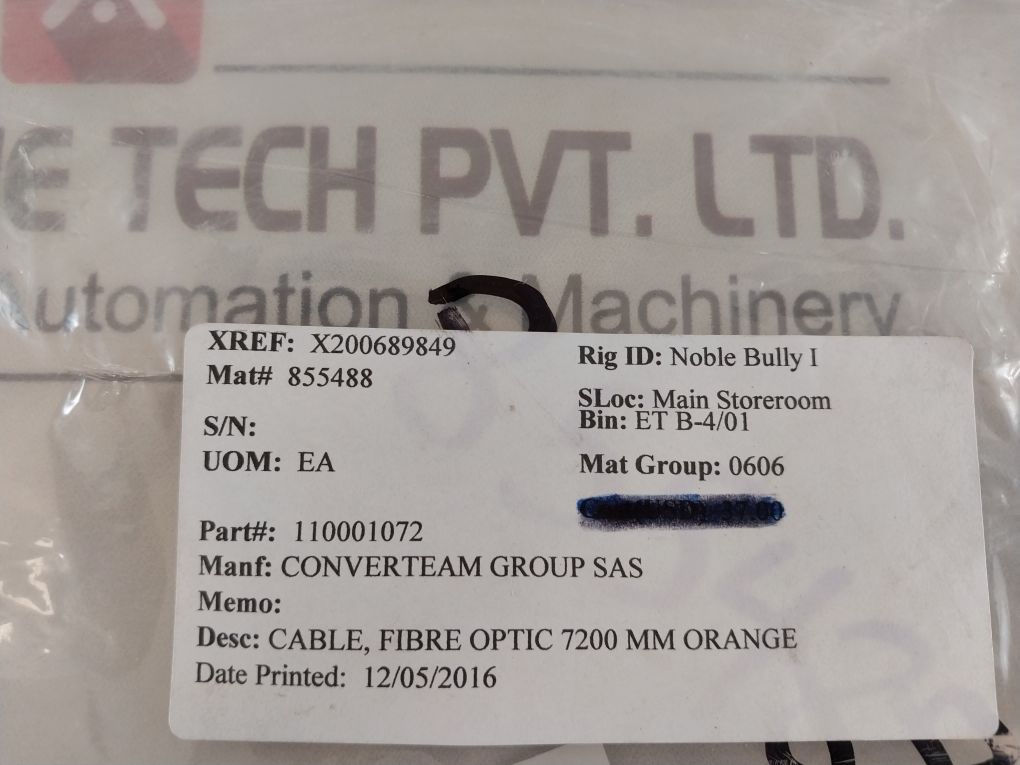 TECH PVT. LTD.
Automation & Machinery
XREF: X200689849
Mat# 855488
S/N:
UOM: EA
Rig ID: Noble Bully I
SLoc: Main Storeroom
Bin: ET B-4/01
Mat Group: 0606
Part#: 110001072
Manf: CONVERTEAM GROUP SAS
Memo:
Desc: CABLE, FIBRE OPTIC 7200 MM ORANGE
Date Printed: 12/05/2016